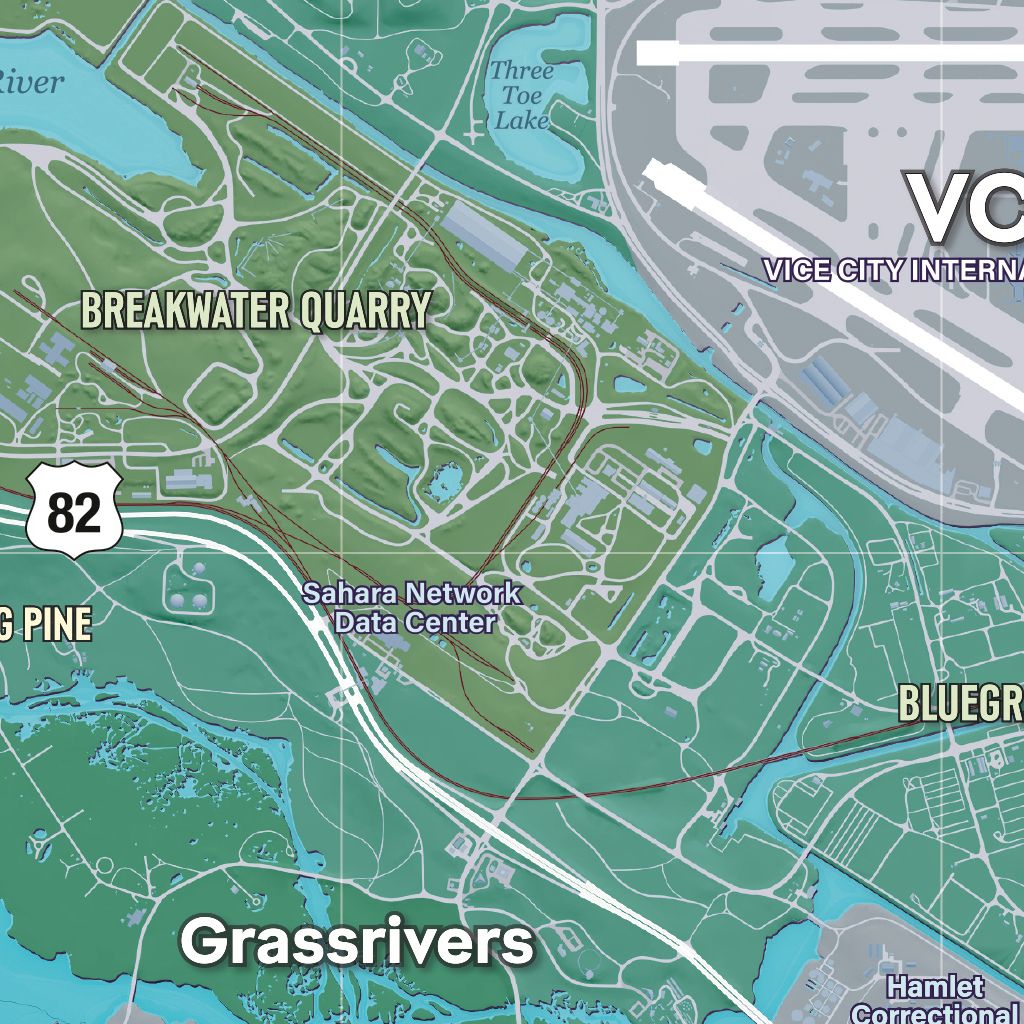 River
Three
Toe
Lake
VC
VICE CITY INTERNA
BREAKWATER QUARRY
82
Sahara Network
Data Center
G PINE
BLUEGR
Grassrivers
Hamlet
Correctional